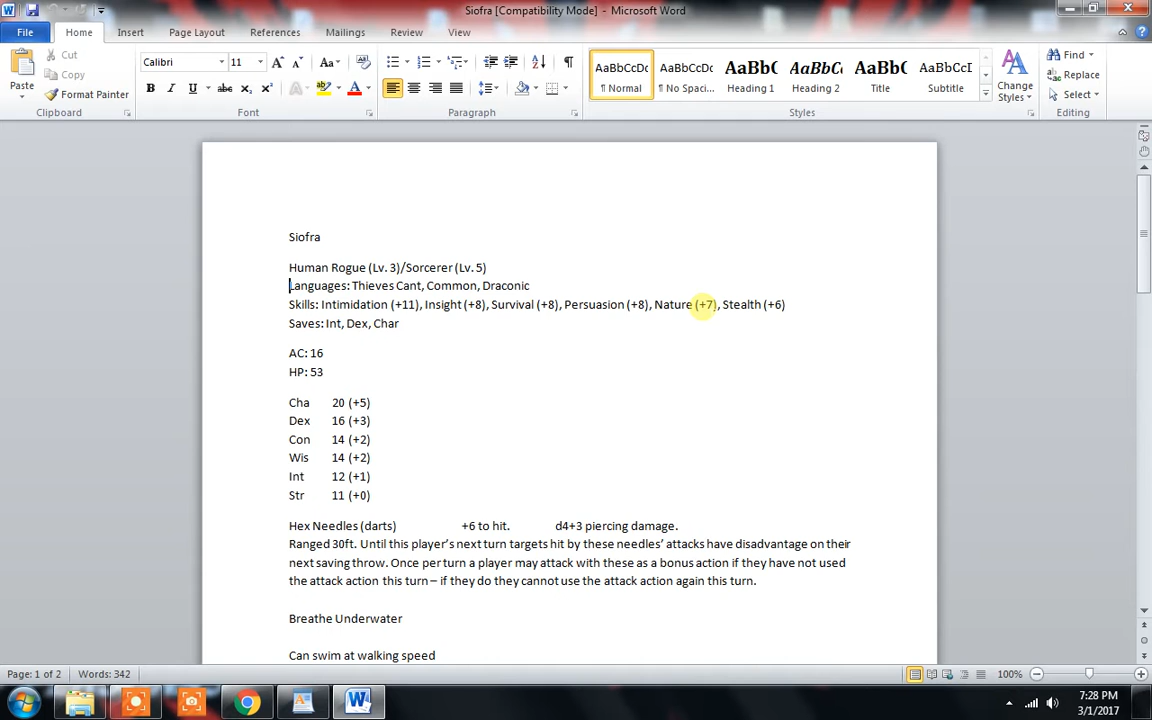 Siofra [Compatibility Mode] - Microsoft Word
File Home Insert Page Layout References Mailings Review View
Paste
Cut
Copy
Format Painter
Clipboard
Calibri 11
Font
Paragraph
AaBbCcDc AaBbCcDc AaBbC AaBbCc AaBbC AaBbCcI
¶ Normal ¶ No Spaci... Heading 1 Heading 2 Title Subtitle
Change Styles
Styles
Find
Replace
Select
Editing
Siofra
Human Rogue (Lv. 3)/Sorcerer (Lv. 5)
Languages: Thieves Cant, Common, Draconic
Skills: Intimidation (+11), Insight (+8), Survival (+8), Persuasion (+8), Nature (+7), Stealth (+6)
Saves: Int, Dex, Char
AC: 16
HP: 53
Cha 20 (+5)
Dex 16 (+3)
Con 14 (+2)
Wis 14 (+2)
Int 12 (+1)
Str 11 (+0)
Hex Needles (darts) +6 to hit. d4+3 piercing damage.
Ranged 30ft. Until this player's next turn targets hit by these needles' attacks have disadvantage on their
next saving throw. Once per turn a player may attack with these as a bonus action if they have not used
the attack action this turn – if they do they cannot use the attack action again this turn.
Breathe Underwater
Can swim at walking speed
Page: 1 of 2 Words: 342 100%
7:28 PM
3/1/2017